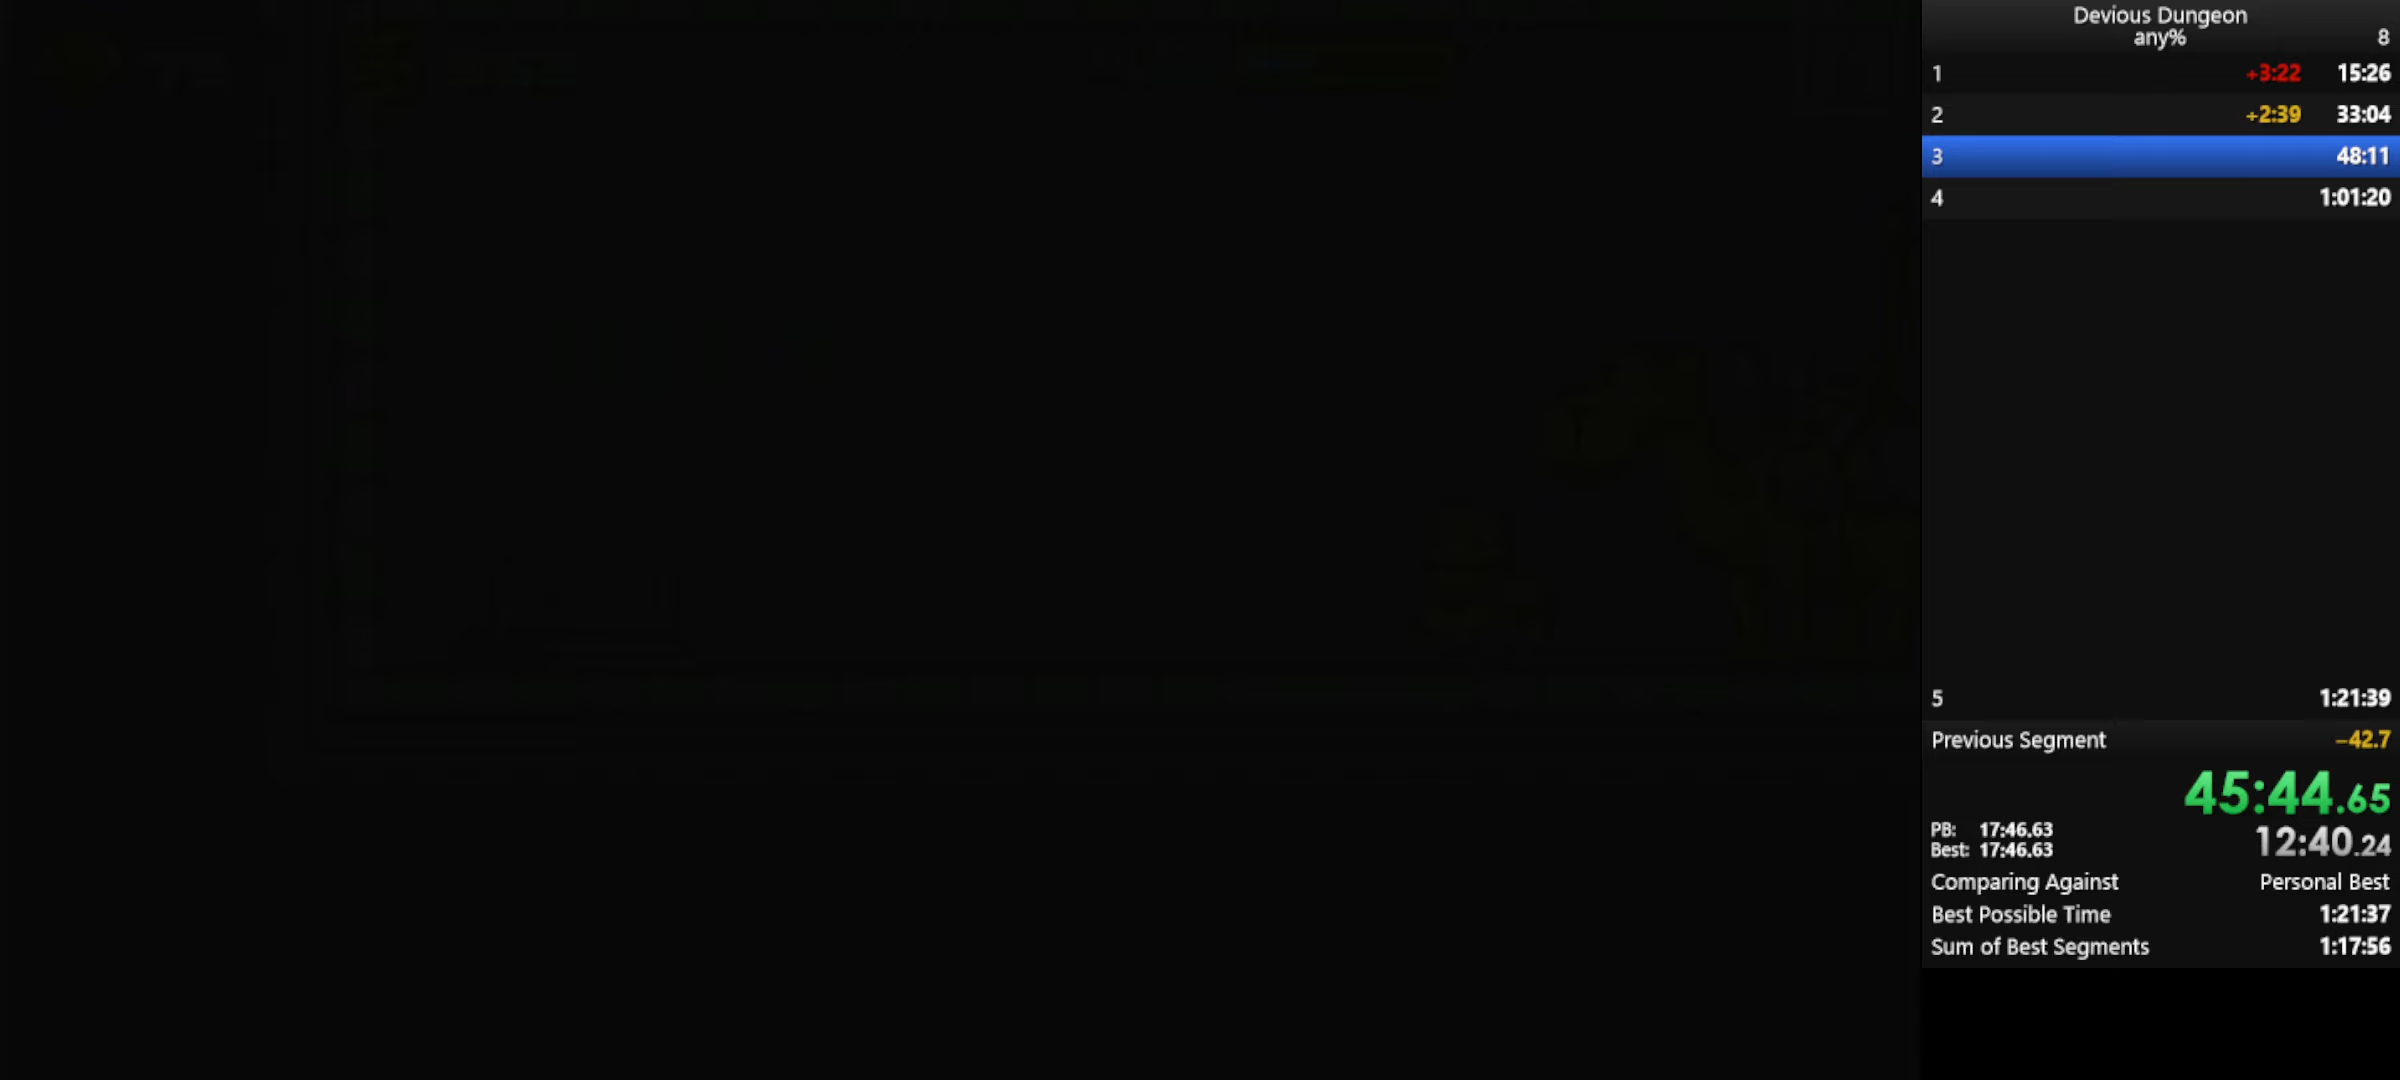 Devious Dungeon
any% 8
1 +3:22 15:26
2 +2:39 33:04
3 48:11
4 1:01:20
5 1:21:39
Previous Segment −42.7
45:44.65
PB: 17:46.63
Best: 17:46.63
12:40.24
Comparing Against Personal Best
Best Possible Time 1:21:37
Sum of Best Segments 1:17:56